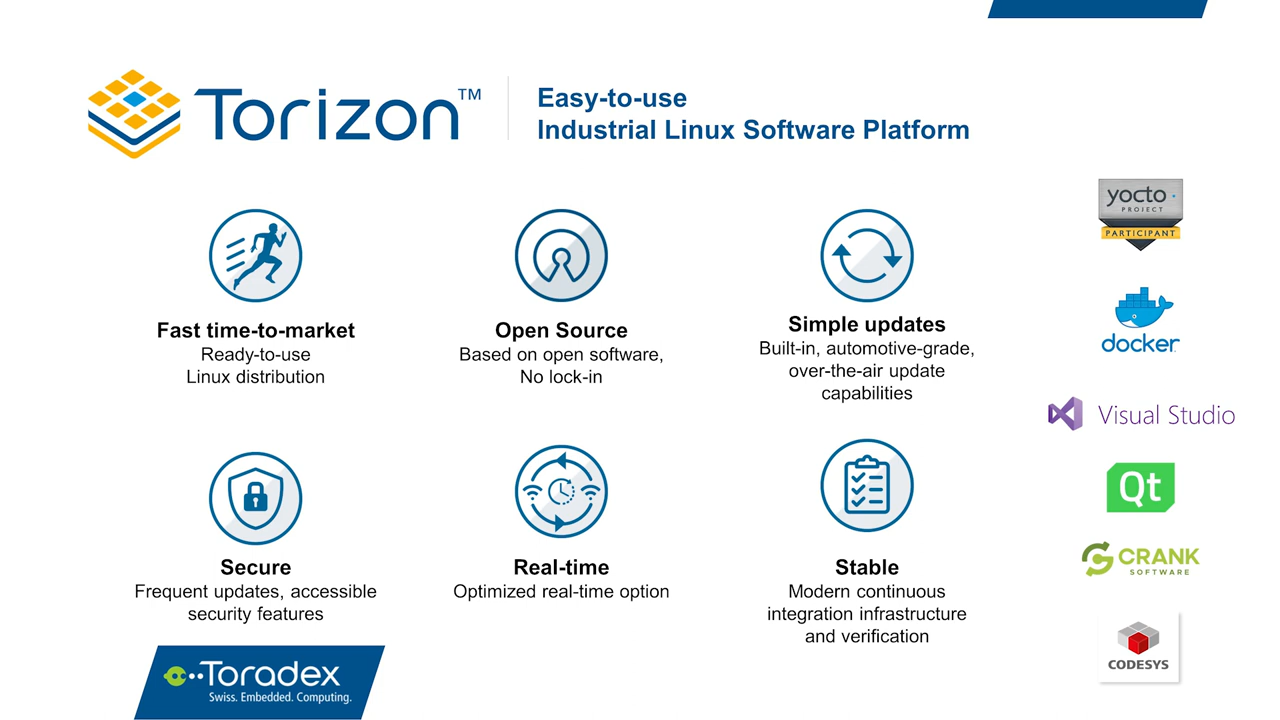 Torizon™
Easy-to-use
Industrial Linux Software Platform
Fast time-to-market
Ready-to-use
Linux distribution
Open Source
Based on open software,
No lock-in
Simple updates
Built-in, automotive-grade,
over-the-air update
capabilities
Secure
Frequent updates, accessible
security features
Real-time
Optimized real-time option
Stable
Modern continuous
integration infrastructure
and verification
yocto
PROJECT
PARTICIPANT
docker
Visual Studio
Qt
CRANK
SOFTWARE
CODESYS
Toradex
Swiss. Embedded. Computing.